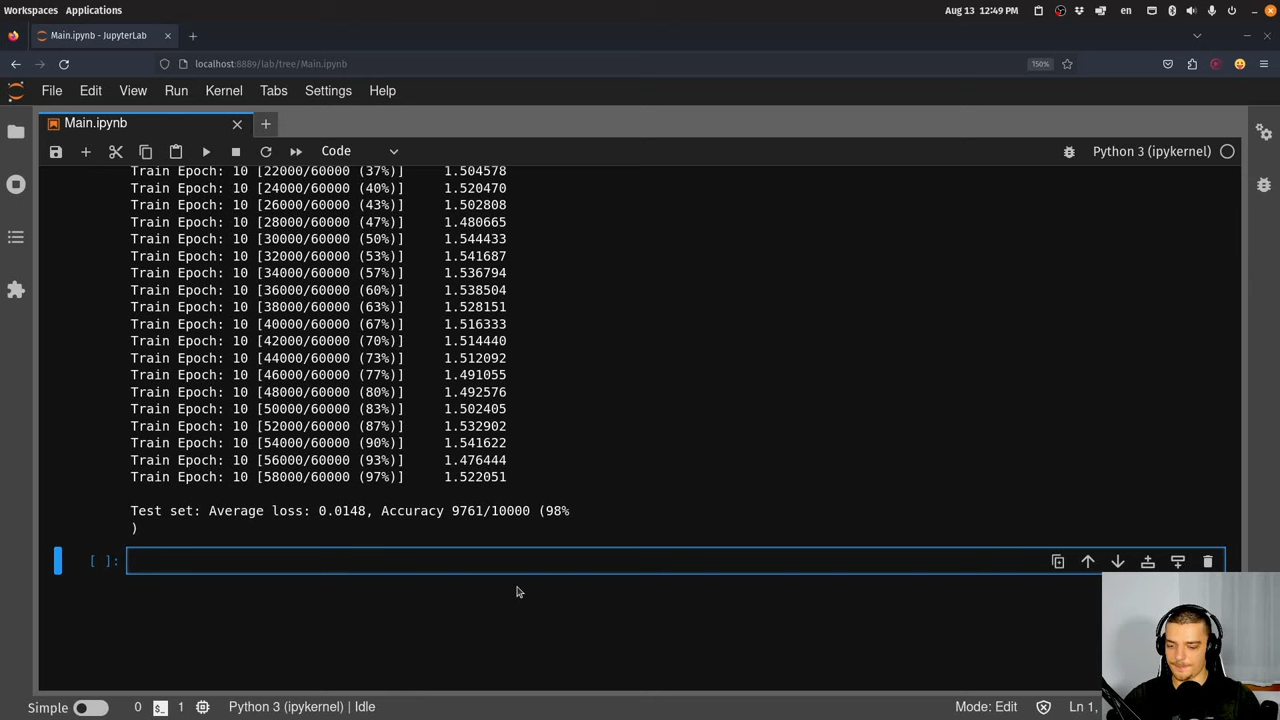 Workspaces Applications Aug 13 12:49 PM en
Main.ipynb - JupyterLab
localhost:8889/lab/tree/Main.ipynb 150%
File Edit View Run Kernel Tabs Settings Help
Main.ipynb
Code Python 3 (ipykernel)
Train Epoch: 10 [22000/60000 (37%)] 1.504578
Train Epoch: 10 [24000/60000 (40%)] 1.520470
Train Epoch: 10 [26000/60000 (43%)] 1.502808
Train Epoch: 10 [28000/60000 (47%)] 1.480665
Train Epoch: 10 [30000/60000 (50%)] 1.544433
Train Epoch: 10 [32000/60000 (53%)] 1.541687
Train Epoch: 10 [34000/60000 (57%)] 1.536794
Train Epoch: 10 [36000/60000 (60%)] 1.538504
Train Epoch: 10 [38000/60000 (63%)] 1.528151
Train Epoch: 10 [40000/60000 (67%)] 1.516333
Train Epoch: 10 [42000/60000 (70%)] 1.514440
Train Epoch: 10 [44000/60000 (73%)] 1.512092
Train Epoch: 10 [46000/60000 (77%)] 1.491055
Train Epoch: 10 [48000/60000 (80%)] 1.492576
Train Epoch: 10 [50000/60000 (83%)] 1.502405
Train Epoch: 10 [52000/60000 (87%)] 1.532902
Train Epoch: 10 [54000/60000 (90%)] 1.541622
Train Epoch: 10 [56000/60000 (93%)] 1.476444
Train Epoch: 10 [58000/60000 (97%)] 1.522051
Test set: Average loss: 0.0148, Accuracy 9761/10000 (98%
)
[ ]:
Simple 0 $_ 1 Python 3 (ipykernel) | Idle Mode: Edit Ln 1,